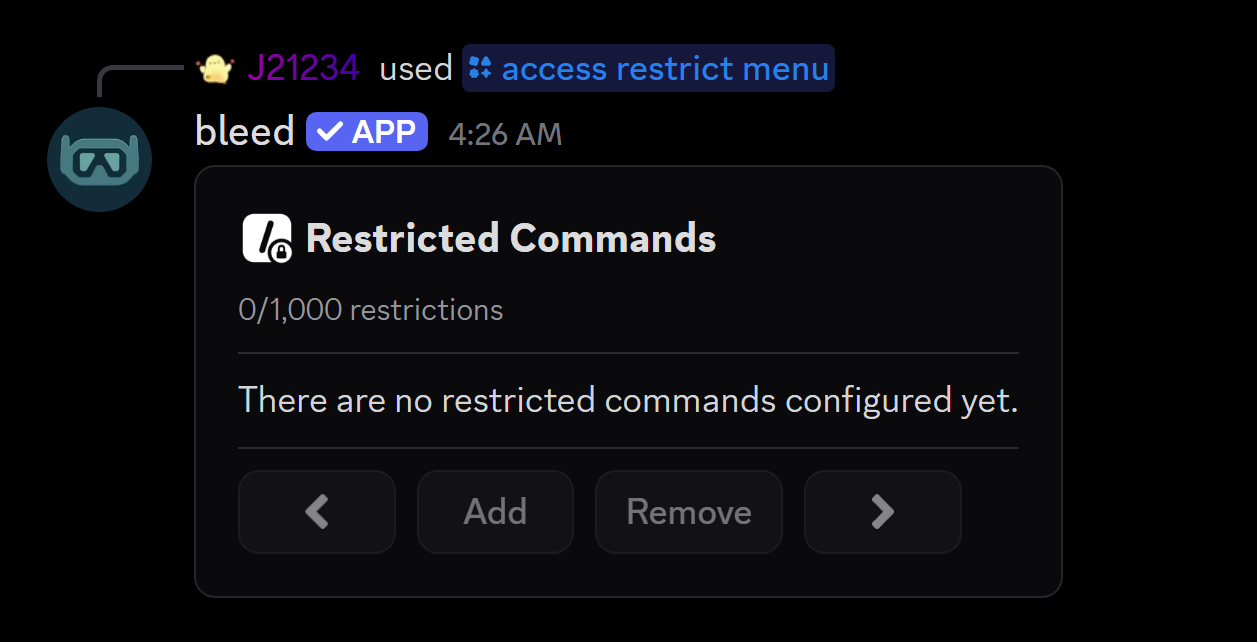 J21234 used access restrict menu
bleed APP 4:26 AM
Restricted Commands
0/1,000 restrictions
There are no restricted commands configured yet.
Add Remove